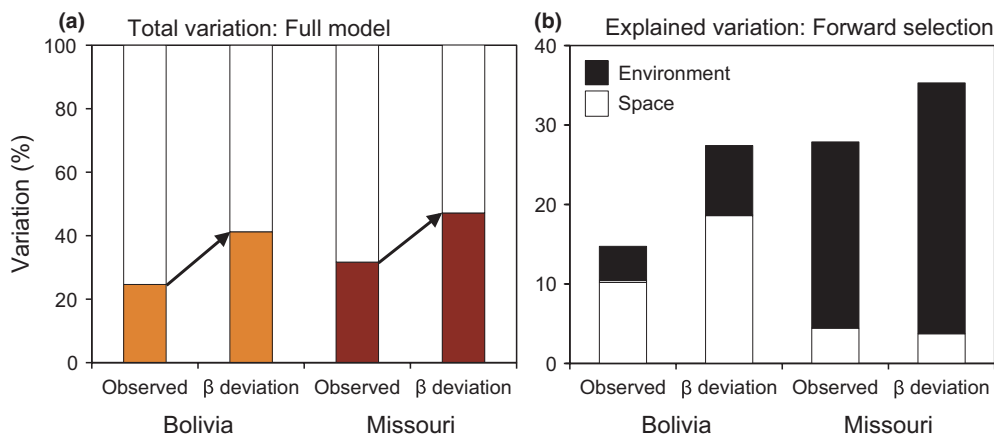 (a) Total variation: Full model
100
80
60
40
20
0
Variation (%)
Observed β deviation Observed β deviation
Bolivia Missouri
(b) Explained variation: Forward selection
40
30
20
10
0
Environment
Space
Observed β deviation Observed β deviation
Bolivia Missouri